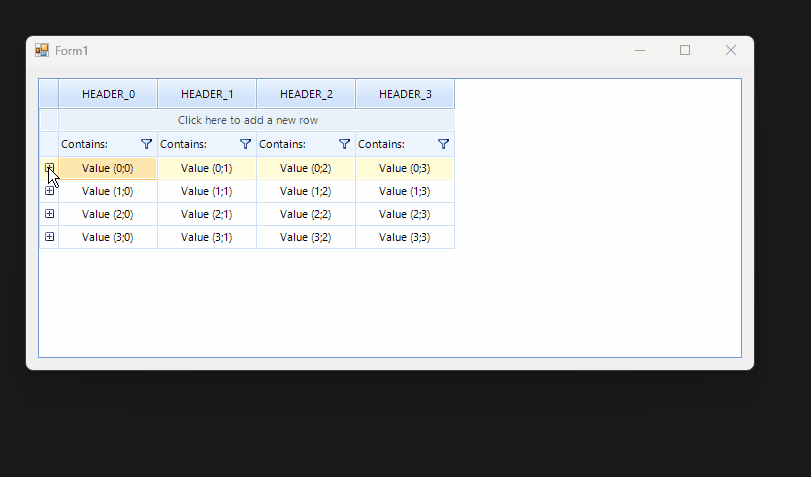 Form1
HEADER_0 HEADER_1 HEADER_2 HEADER_3
Click here to add a new row
Contains: Contains: Contains: Contains:
Value (0;0) Value (0;1) Value (0;2) Value (0;3)
Value (1;0) Value (1;1) Value (1;2) Value (1;3)
Value (2;0) Value (2;1) Value (2;2) Value (2;3)
Value (3;0) Value (3;1) Value (3;2) Value (3;3)